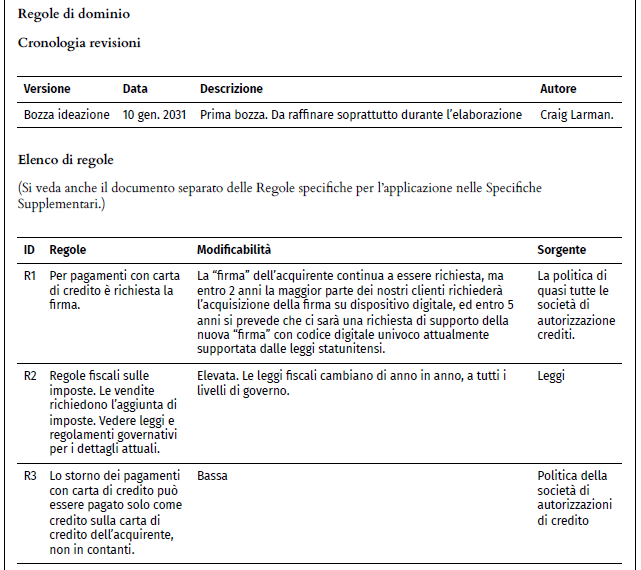 Regole di dominio
Cronologia revisioni
Versione Data Descrizione Autore
Bozza ideazione 10 gen. 2031 Prima bozza. Da raffinare soprattutto durante l'elaborazione Craig Larman.
Elenco di regole
(Si veda anche il documento separato delle Regole specifiche per l'applicazione nelle Specifiche
Supplementari.)
ID Regole Modificabilità Sorgente
R1 Per pagamenti con carta
di credito è richiesta la
firma.
La “firma” dell'acquirente continua a essere richiesta, ma
entro 2 anni la maggior parte dei nostri clienti richiederà
l'acquisizione della firma su dispositivo digitale, ed entro 5
anni si prevede che ci sarà una richiesta di supporto della
nuova “firma” con codice digitale univoco attualmente
supportata dalle leggi statunitensi.
La politica di
quasi tutte le
società di
autorizzazione
crediti.
R2 Regole fiscali sulle
imposte. Le vendite
richiedono l'aggiunta di
imposte. Vedere leggi e
regolamenti governativi
per i dettagli attuali.
Elevata. Le leggi fiscali cambiano di anno in anno, a tutti i
livelli di governo.
Leggi
R3 Lo storno dei pagamenti
con carta di credito può
essere pagato solo come
credito sulla carta di
credito dell'acquirente,
non in contanti.
Bassa
Politica della
società di
autorizzazioni
di credito